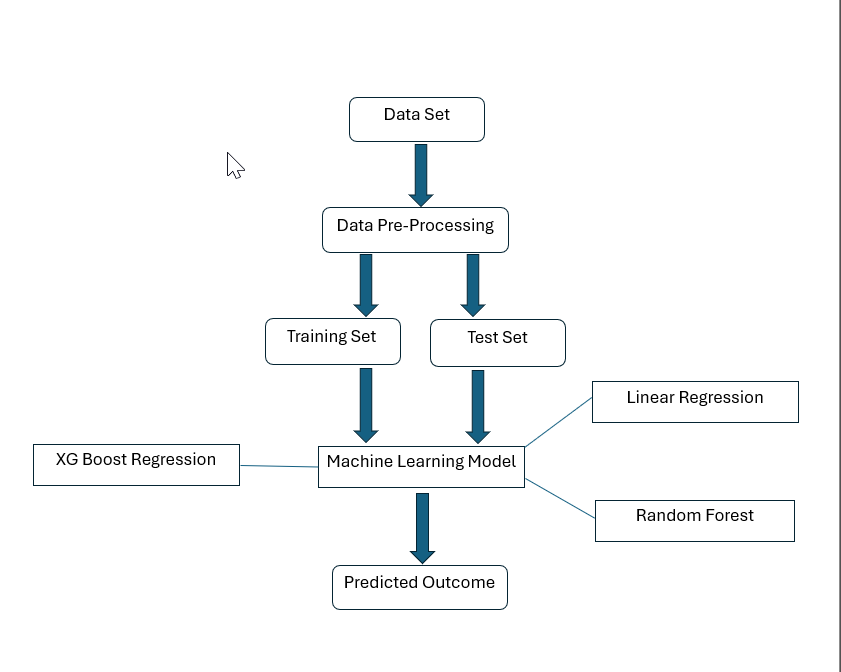 Data Set
Data Pre-Processing
Training Set
Test Set
Linear Regression
XG Boost Regression
Machine Learning Model
Random Forest
Predicted Outcome